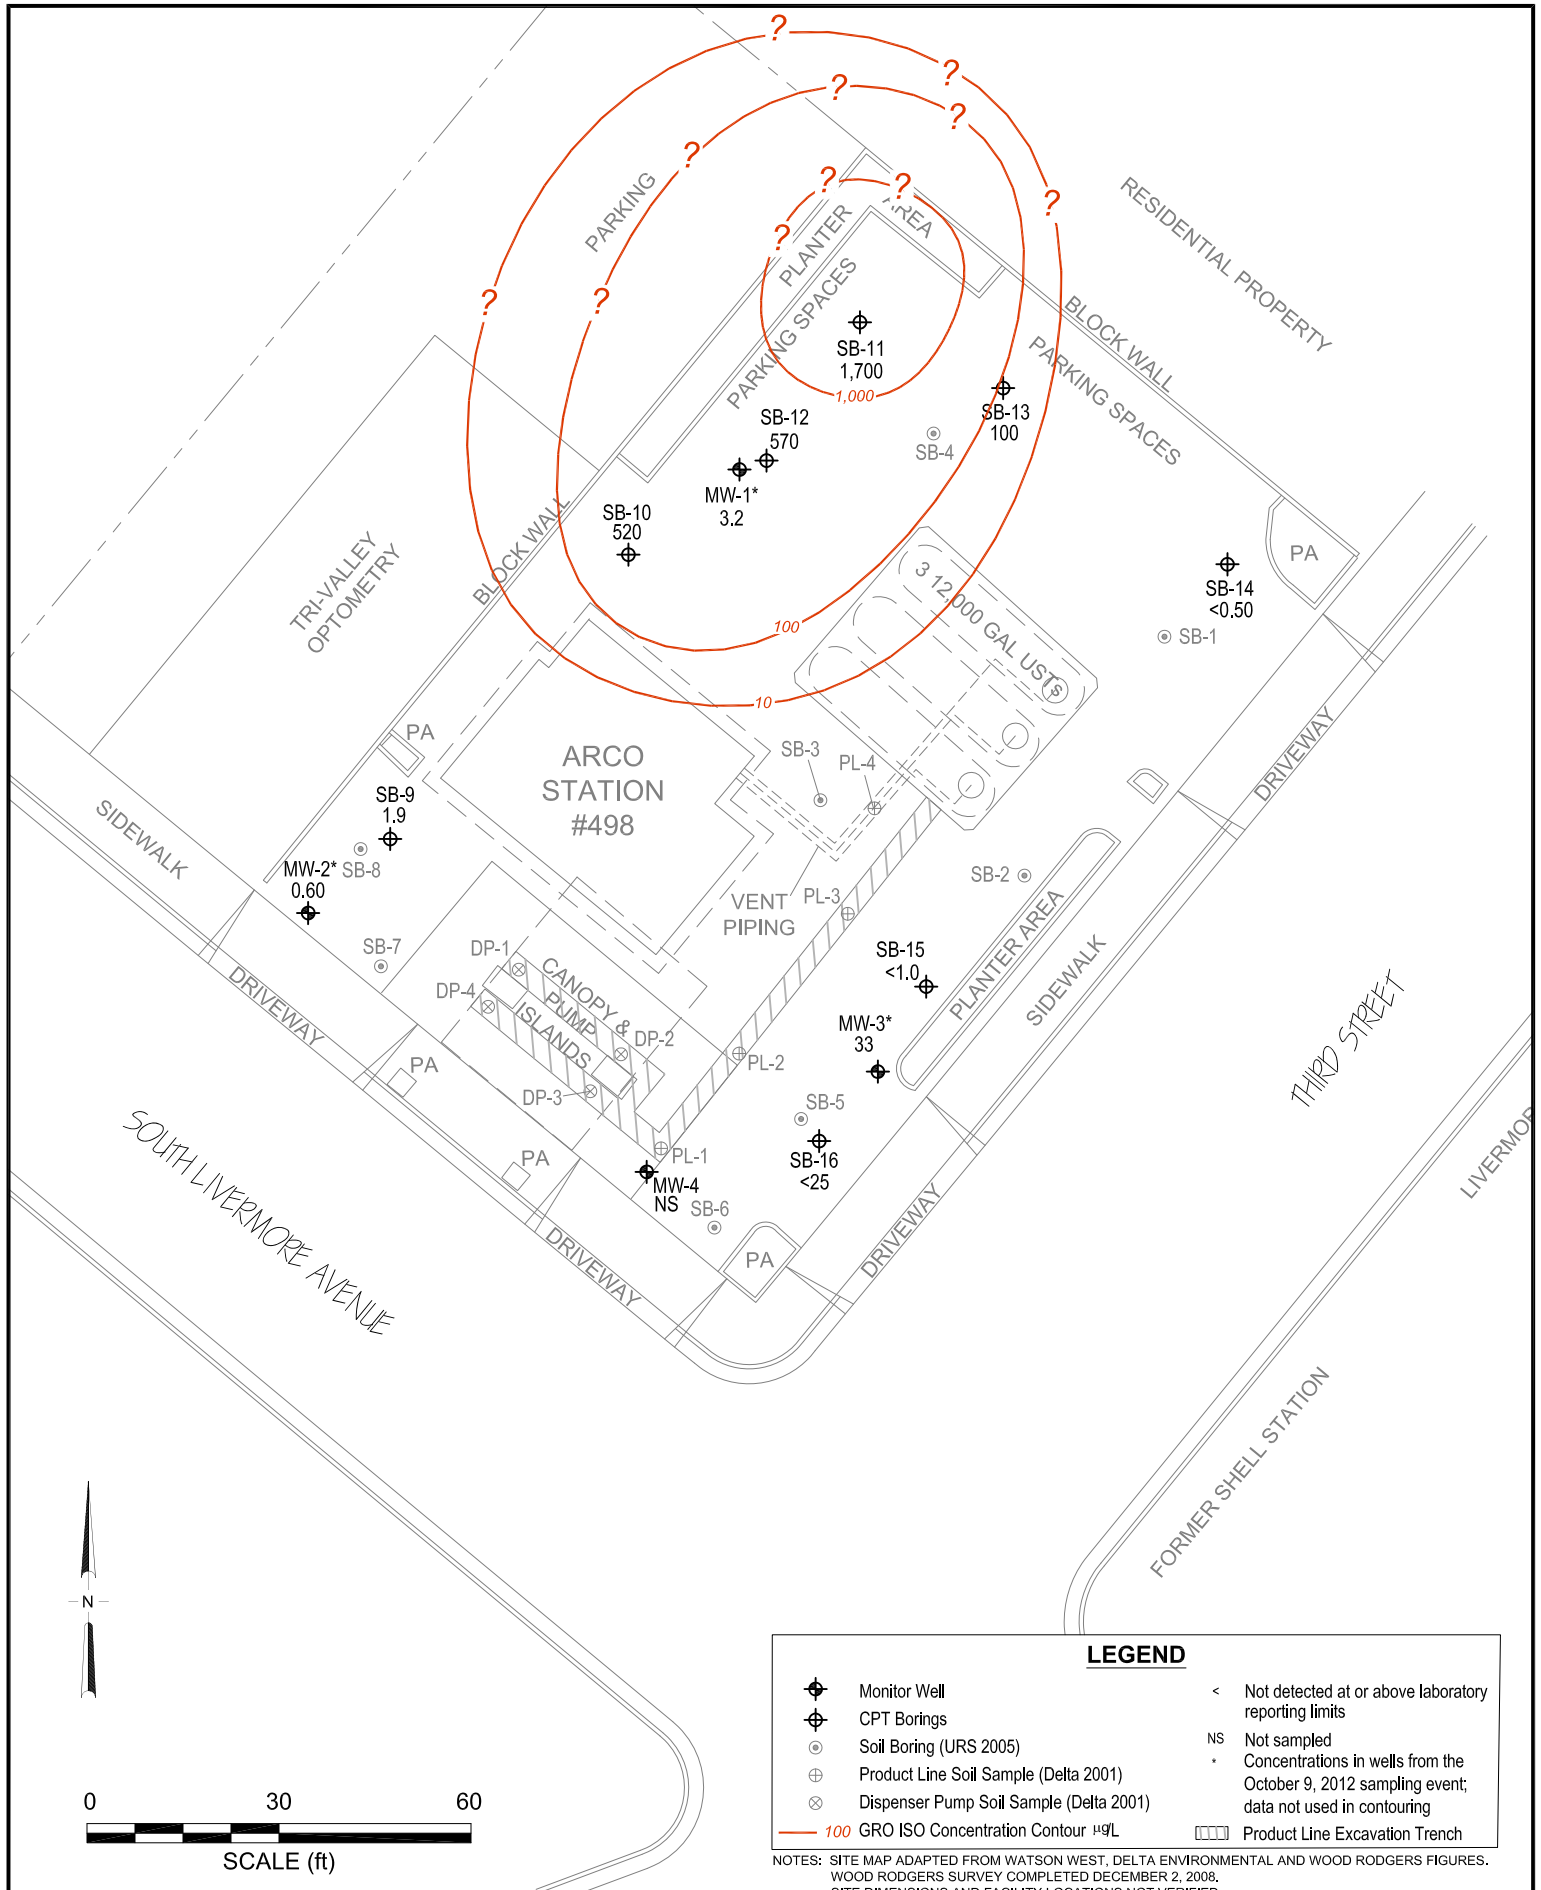 ?
?
?
?
?
?
?
?
?
?
?
?
PARKING
PLANTER
AREA
RESIDENTIAL PROPERTY
PARKING SPACES
BLOCK WALL
PARKING SPACES
SB-11
1,700
1,000
SB-13
100
SB-12
570
SB-4
MW-1*
3.2
SB-10
520
BLOCK WALL
TRI-VALLEY
OPTOMETRY
3 12,000 GAL USTs
PA
SB-14
<0.50
SB-1
100
10
PA
ARCO
STATION
#498
SB-3
PL-4
DRIVEWAY
SIDEWALK
SB-9
1.9
MW-2*
0.60
SB-8
SB-2
VENT
PIPING
PL-3
PLANTER AREA
SB-7
DP-1
SB-15
<1.0
SIDEWALK
DRIVEWAY
DP-4
CANOPY &
PUMP
ISLANDS
DP-2
MW-3*
33
THIRD STREET
PA
PL-2
DP-3
SB-5
SB-16
<25
PA
PL-1
MW-4
NS
SB-6
SOUTH LIVERMORE AVENUE
DRIVEWAY
PA
DRIVEWAY
LIVERMOR
FORMER SHELL STATION
N
0 30 60
SCALE (ft)
LEGEND
Monitor Well
CPT Borings
Soil Boring (URS 2005)
Product Line Soil Sample (Delta 2001)
Dispenser Pump Soil Sample (Delta 2001)
100 GRO ISO Concentration Contour µg/L
< Not detected at or above laboratory
reporting limits
NS Not sampled
* Concentrations in wells from the
October 9, 2012 sampling event;
data not used in contouring
Product Line Excavation Trench
NOTES: SITE MAP ADAPTED FROM WATSON WEST, DELTA ENVIRONMENTAL AND WOOD RODGERS FIGURES.
WOOD RODGERS SURVEY COMPLETED DECEMBER 2, 2008.
SITE DIMENSIONS AND FACILITY LOCATIONS NOT VERIFIED